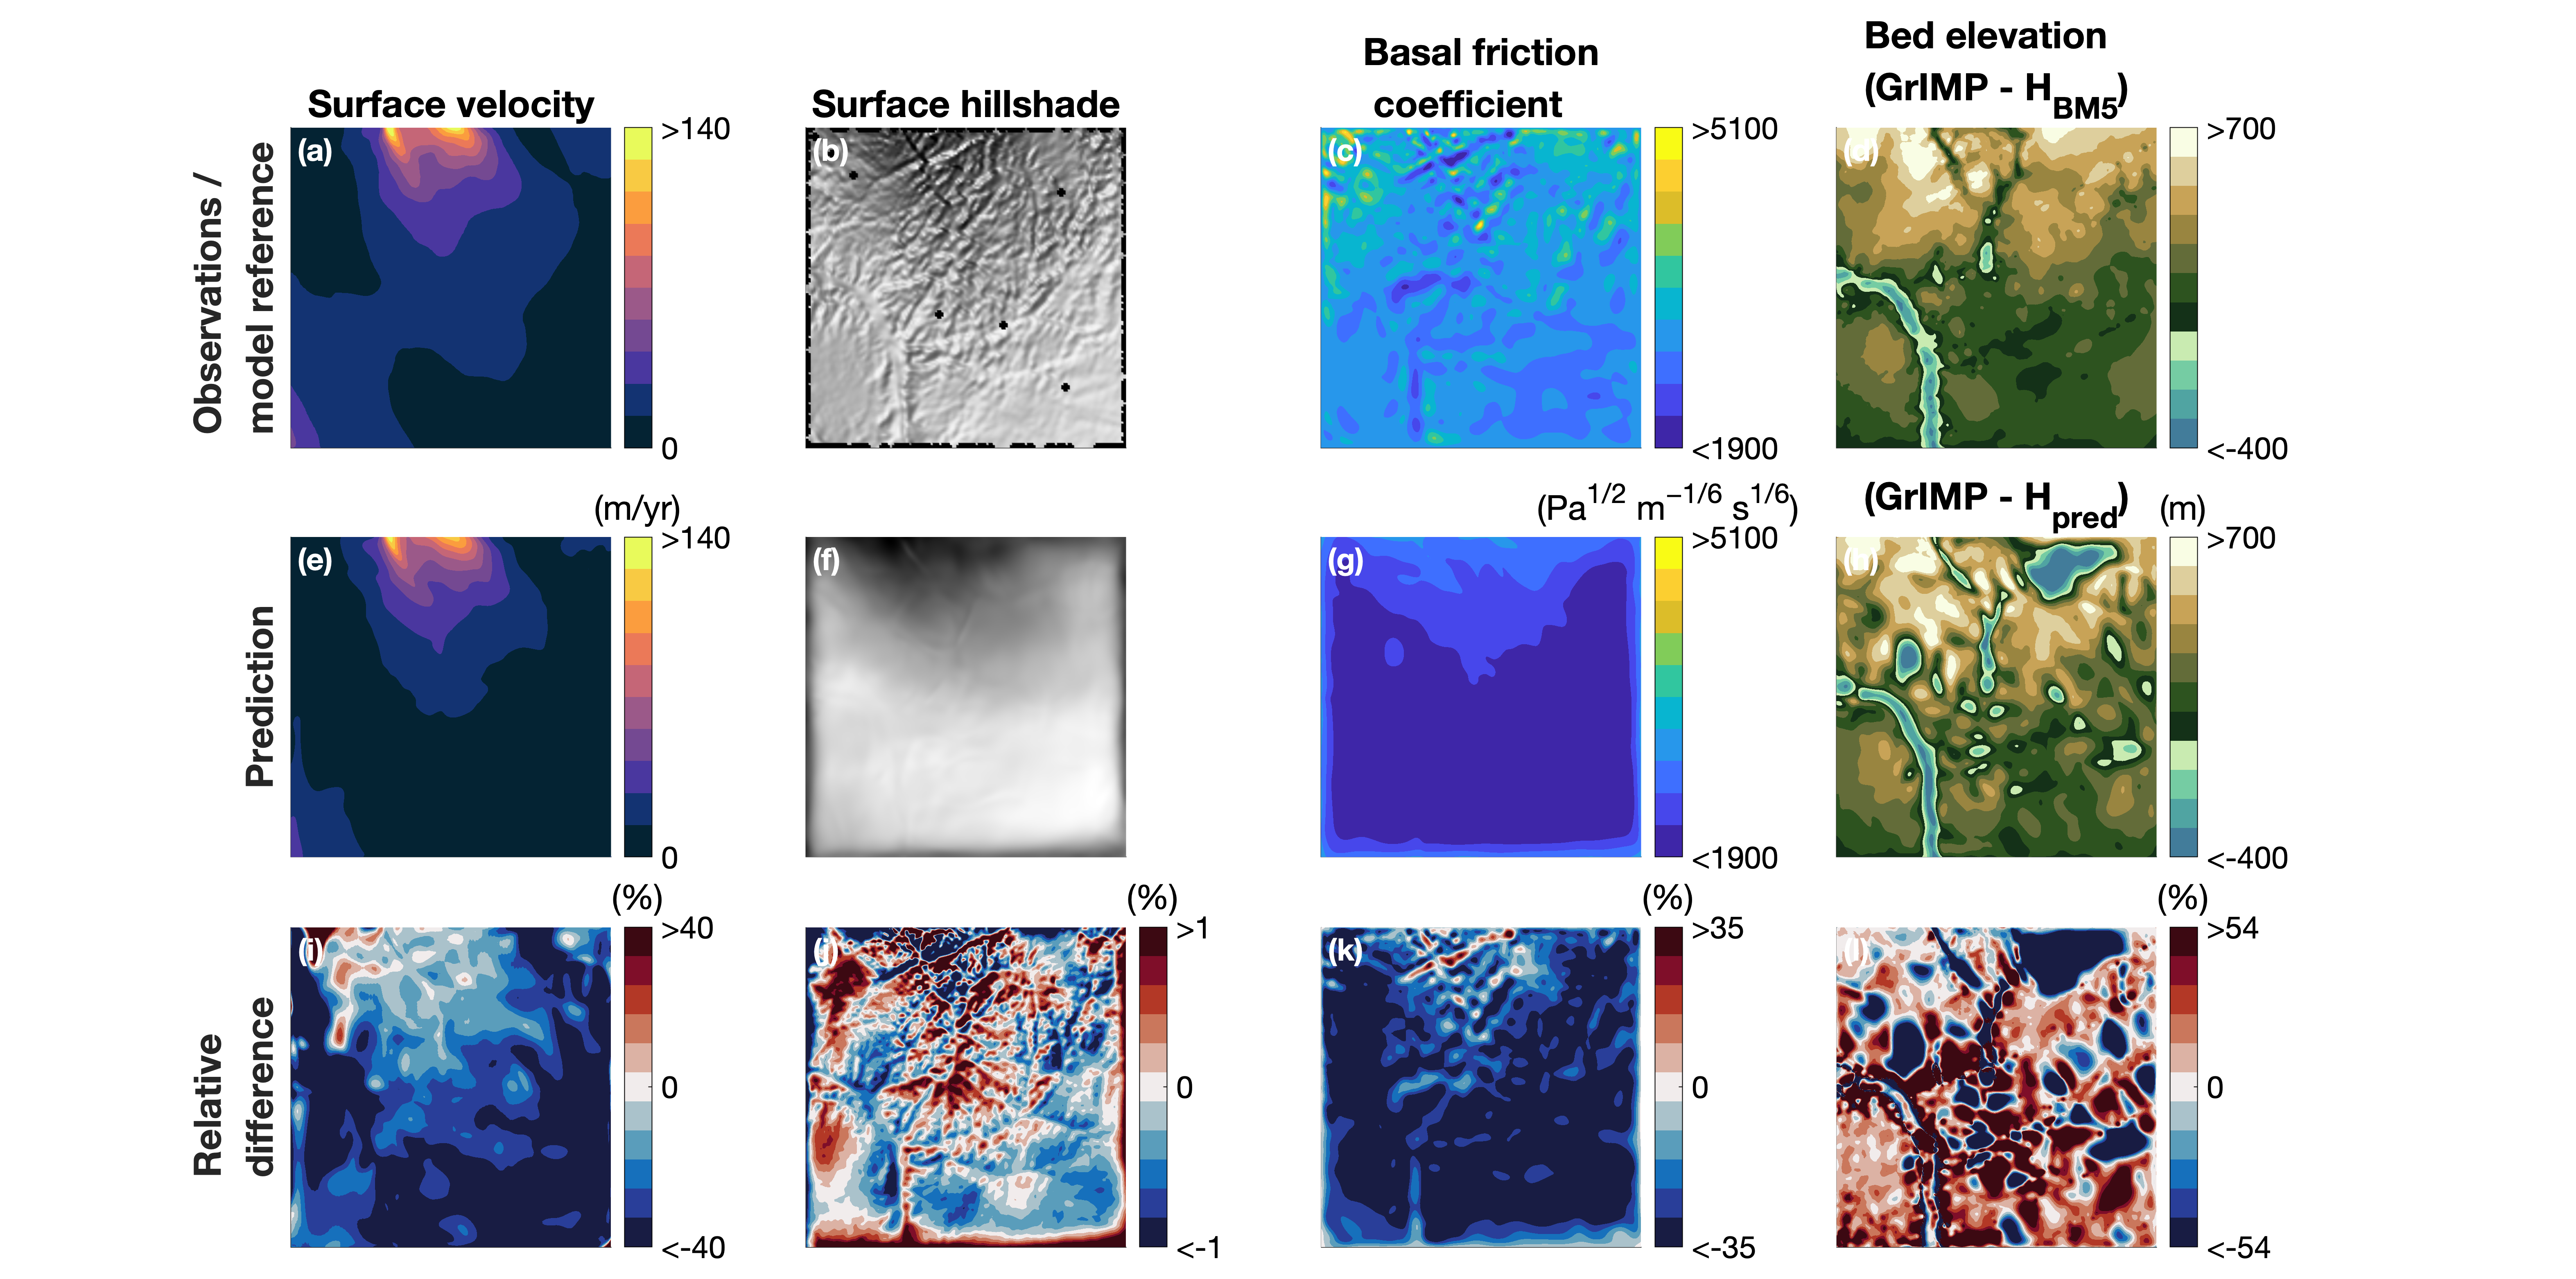 Surface velocity
Surface hillshade
Basal friction
coefficient
Bed elevation
(GrIMP - H_BM5)
Observations /
model reference
(a)
>140
0
(b)
(c)
>5100
<1900
(d)
>700
<-400
(m/yr)
(Pa^1/2 m^−1/6 s^1/6)
(GrIMP - H_pred)
(m)
Prediction
(e)
>140
0
(f)
(g)
>5100
<1900
(h)
>700
<-400
Relative
difference
(%)
(i)
>40
0
<-40
(%)
(j)
>1
0
<-1
(%)
(k)
>35
0
<-35
(%)
(l)
>54
0
<-54